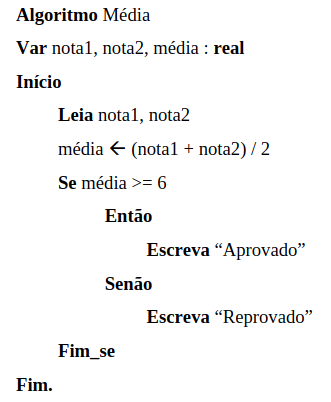 Algoritmo Média
Var nota1, nota2, média : real
Início
Leia nota1, nota2
média ← (nota1 + nota2) / 2
Se média >= 6
Então
Escreva “Aprovado”
Senão
Escreva “Reprovado”
Fim_se
Fim.